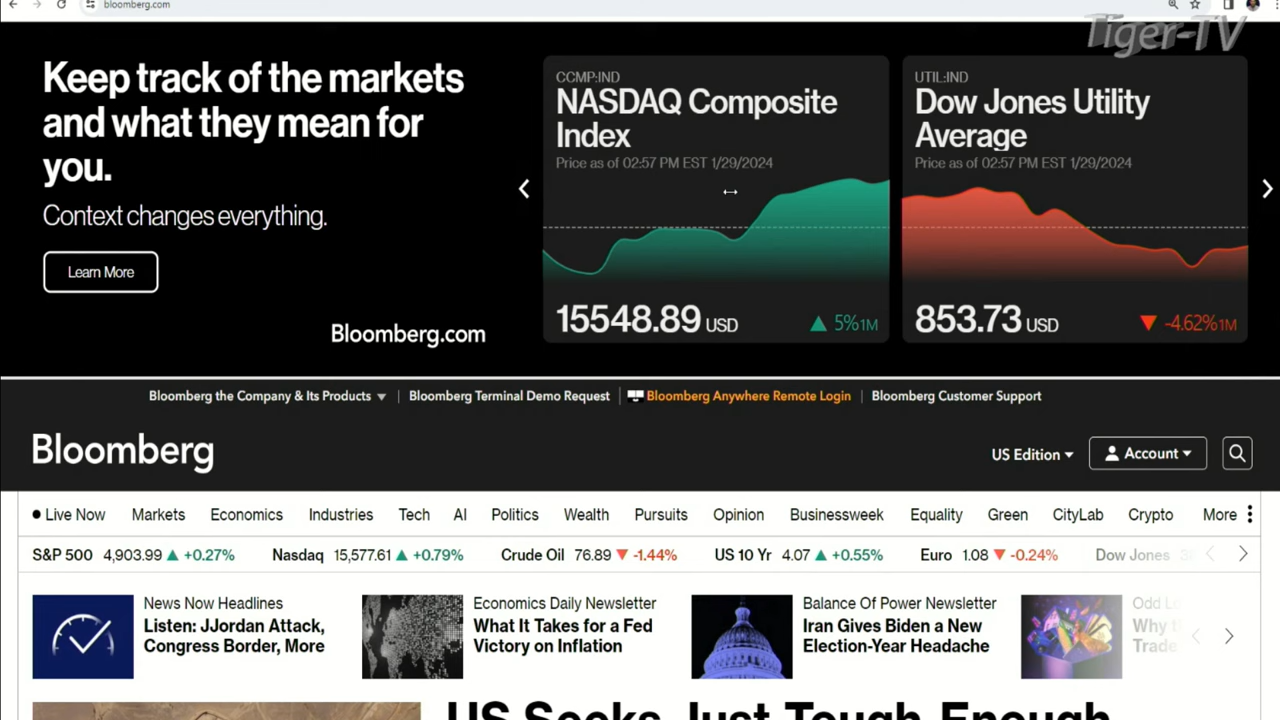 bloomberg.com
Tiger-TV
Keep track of the markets
and what they mean for
you.
Context changes everything.
Learn More
Bloomberg.com
CCMP:IND
NASDAQ Composite
Index
Price as of 02:57 PM EST 1/29/2024
15548.89 USD ▲ 5% 1M
UTIL:IND
Dow Jones Utility
Average
Price as of 02:57 PM EST 1/29/2024
853.73 USD ▼ -4.62% 1M
Bloomberg the Company & Its Products ▼ | Bloomberg Terminal Demo Request | Bloomberg Anywhere Remote Login | Bloomberg Customer Support
Bloomberg
US Edition
Account
Live Now Markets Economics Industries Tech AI Politics Wealth Pursuits Opinion Businessweek Equality Green CityLab Crypto More
S&P 500 4,903.99 ▲ +0.27% Nasdaq 15,577.61 ▲ +0.79% Crude Oil 76.89 ▼ -1.44% US 10 Yr 4.07 ▲ +0.55% Euro 1.08 ▼ -0.24% Dow Jones
News Now Headlines
Listen: JJordan Attack,
Congress Border, More
Economics Daily Newsletter
What It Takes for a Fed
Victory on Inflation
Balance Of Power Newsletter
Iran Gives Biden a New
Election-Year Headache
Odd
Why
Trade
US Seeks Just Tough Enough